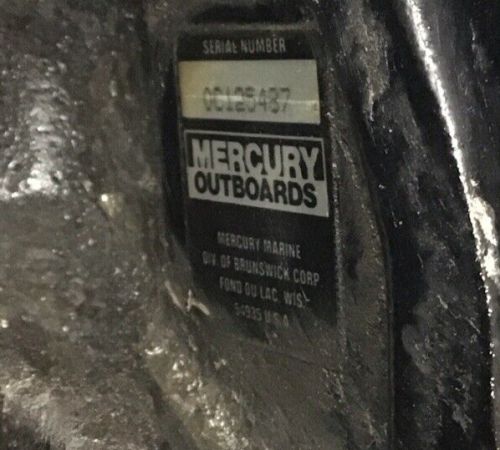 SERIAL NUMBER
0C125487
MERCURY
OUTBOARDS
MERCURY MARINE
DIV. OF BRUNSWICK CORP
FOND DU LAC, WIS.
54935 U.S.A